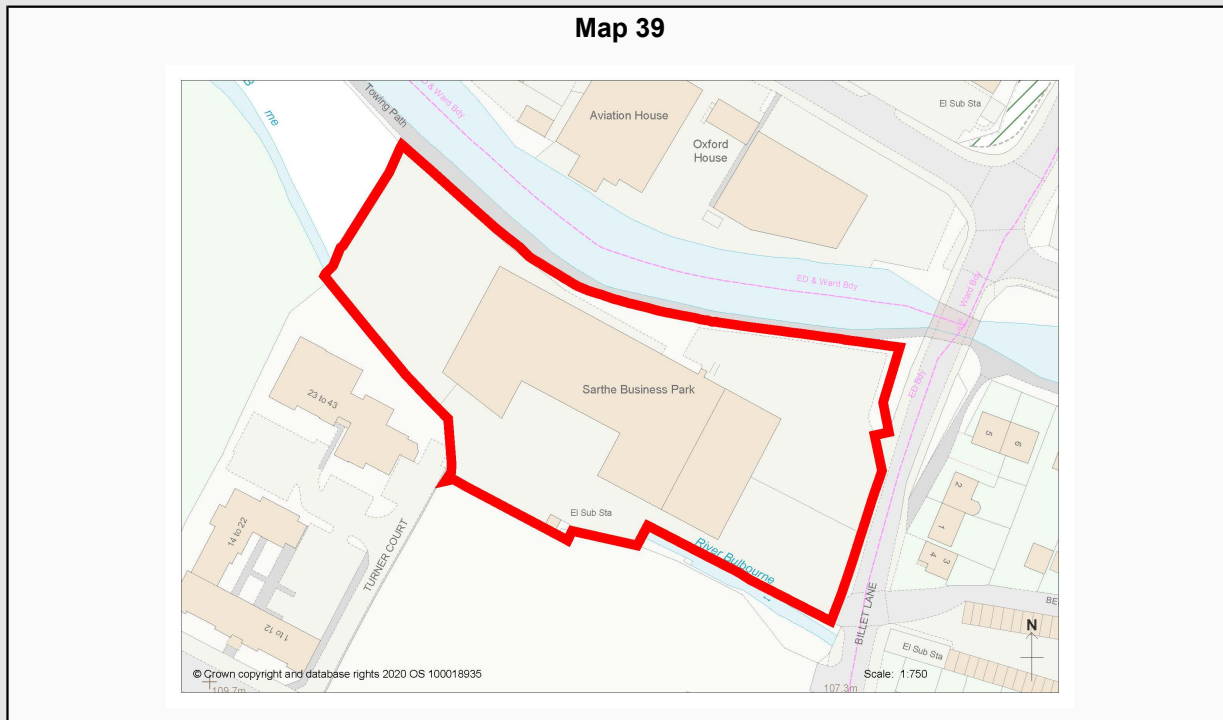 Map 39
Towing Path
ED & Ward Bdy
me
Aviation House
Oxford
House
El Sub Sta
ED & Ward Bdy
Ward Bdy
ED Bdy
Sarthe Business Park
23 to 43
5
6
2
1
4
3
El Sub Sta
14 to 22
TURNER COURT
River Bulbourne
1 to 12
BILLET LANE
BE
El Sub Sta
N
© Crown copyright and database rights 2020 OS 100018935
Scale: 1:750
109.7m
107.3m